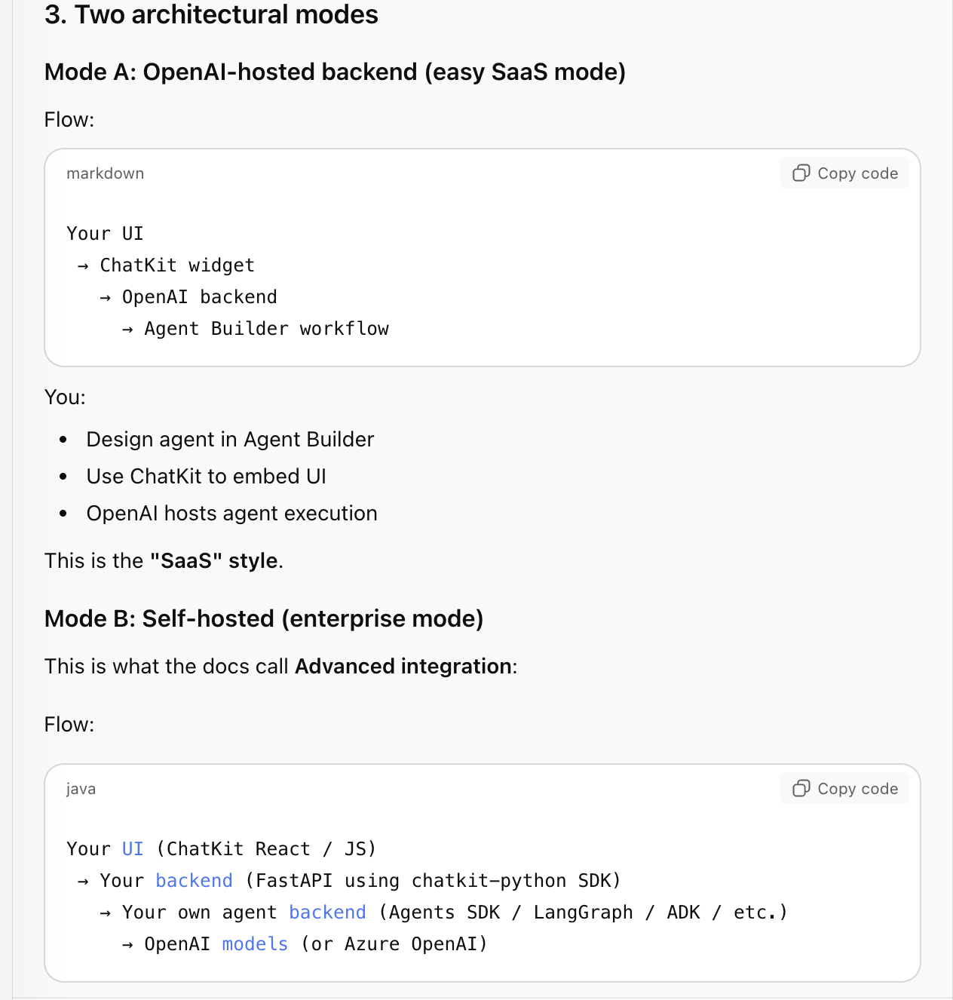 3. Two architectural modes
Mode A: OpenAI-hosted backend (easy SaaS mode)
Flow:
markdown
Copy code
Your UI
→ ChatKit widget
→ OpenAI backend
→ Agent Builder workflow
You:
• Design agent in Agent Builder
• Use ChatKit to embed UI
• OpenAI hosts agent execution
This is the "SaaS" style.
Mode B: Self-hosted (enterprise mode)
This is what the docs call Advanced integration:
Flow:
java
Copy code
Your UI (ChatKit React / JS)
→ Your backend (FastAPI using chatkit-python SDK)
→ Your own agent backend (Agents SDK / LangGraph / ADK / etc.)
→ OpenAI models (or Azure OpenAI)